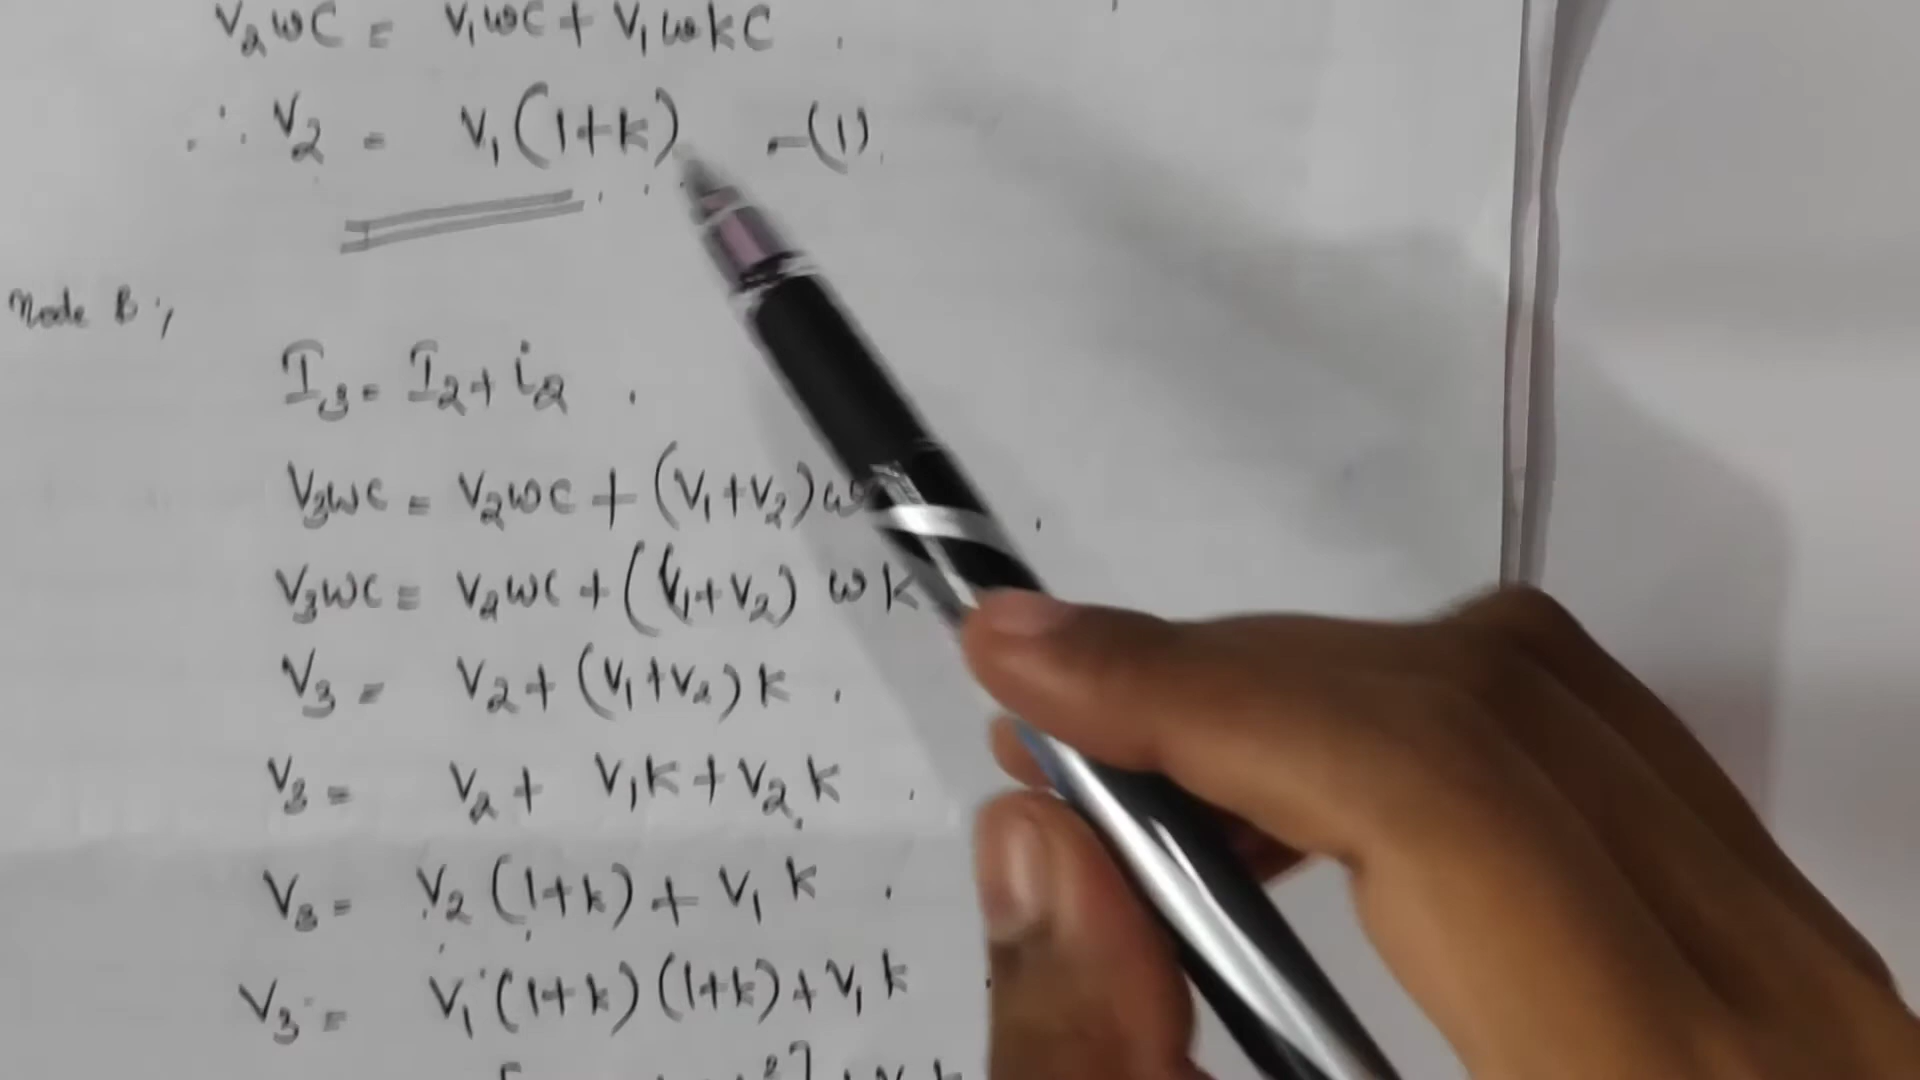 V₂ωC = V₁ωC + V₁ωkC
∴ V₂ = V₁(1+k) -(1)
Node B;
I₃ = I₂ + i₂
V₃ωC = V₂ωC + (V₁+V₂)ω
V₃ωC = V₂ωC + (V₁+V₂) ωk
V₃ = V₂ + (V₁+V₂)k
V₃ = V₂ + V₁k + V₂k
V₃ = V₂(1+k) + V₁k
V₃ = V₁(1+k)(1+k) + V₁k